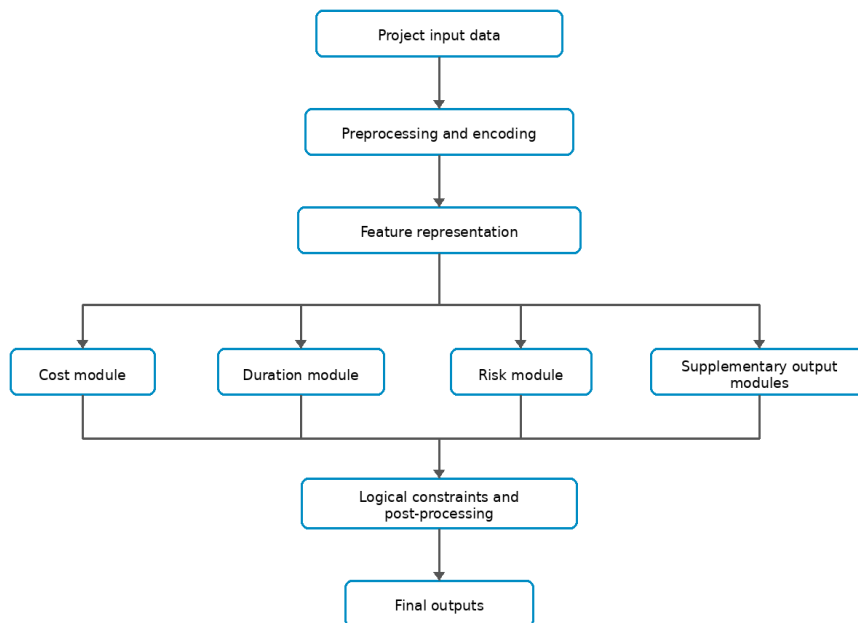 Project input data
Preprocessing and encoding
Feature representation
Cost module
Duration module
Risk module
Supplementary output
modules
Logical constraints and
post-processing
Final outputs